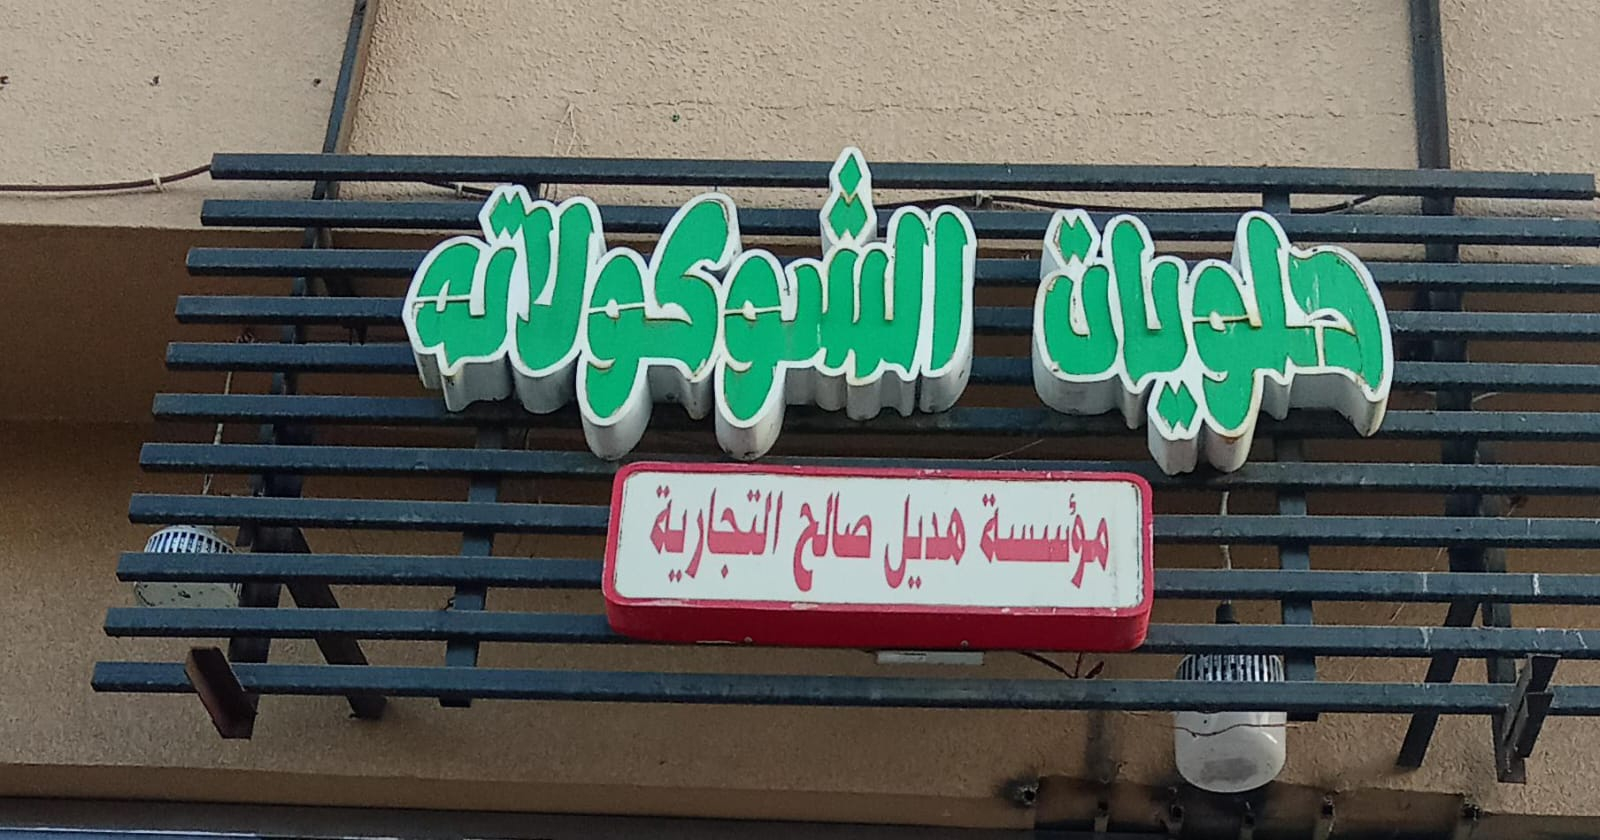 حلويات الشوكولاته
مؤسسة هديل صالح التجارية